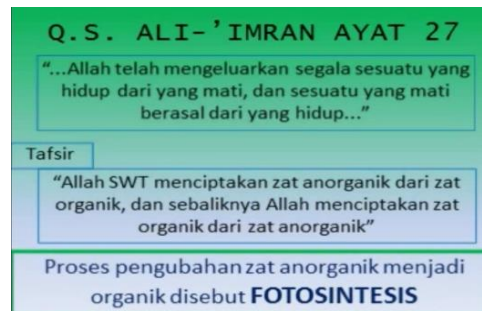 Q.S. ALI-'IMRAN AYAT 27
“...Allah telah mengeluarkan segala sesuatu yang
hidup dari yang mati, dan sesuatu yang mati
berasal dari yang hidup...”
Tafsir
“Allah SWT menciptakan zat anorganik dari zat
organik, dan sebaliknya Allah menciptakan zat
organik dari zat anorganik”
Proses pengubahan zat anorganik menjadi
organik disebut FOTOSINTESIS